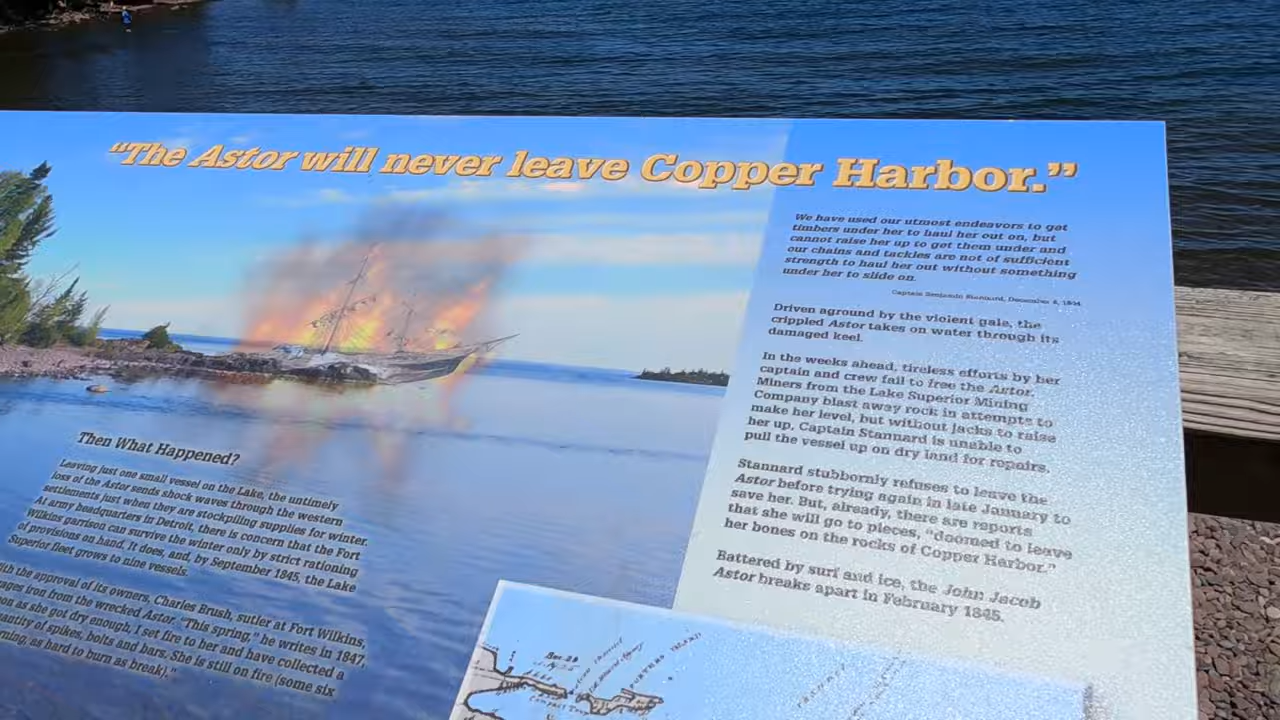 "The Astor will never leave Copper Harbor."
We have used our utmost endeavors to get
timbers under her to haul her out on, but
cannot raise her up to get them under and
our chains and tackles are not of sufficient
strength to haul her out without something
under her to slide on.
Captain Benjamin Stannard, December 4, 1844
Driven aground by the violent gale, the
crippled Astor takes on water through its
damaged keel.
In the weeks ahead, tireless efforts by her
captain and crew fail to free the Astor.
Miners from the Lake Superior Mining
Company blast away rock in attempts to
make her level, but without jacks to raise
her up, Captain Stannard is unable to
pull the vessel up on dry land for repairs.
Stannard stubbornly refuses to leave the
Astor before trying again in late January to
save her. But, already, there are reports
that she will go to pieces, "doomed to leave
her bones on the rocks of Copper Harbor."
Battered by surf and ice, the John Jacob
Astor breaks apart in February 1845.
Then What Happened?
Leaving just one small vessel on the Lake, the untimely
loss of the Astor sends shock waves through the western
settlements just when they are stockpiling supplies for winter.
At army headquarters in Detroit, there is concern that the Fort
Wilkins garrison can survive the winter only by strict rationing
of provisions on hand. It does, and, by September 1845, the Lake
Superior fleet grows to nine vessels.
the approval of its owners, Charles Brush, sutler at Fort Wilkins,
iron from the wrecked Astor "This spring," he writes in 1847,
as she got dry enough, I set fire to her and have collected a
of spikes, bolts and bars. She is still on fire (some six
as hard to burn as break)."